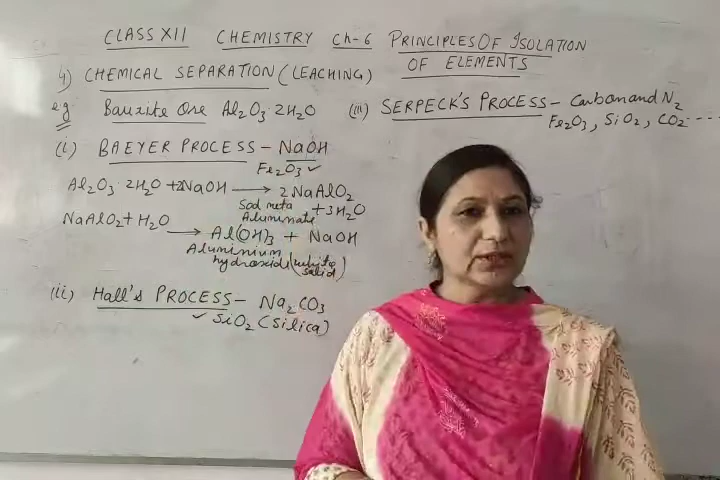 CLASS XII CHEMISTRY Ch-6 PRINCIPLES OF ISOLATION OF ELEMENTS
4) CHEMICAL SEPARATION (LEACHING)
eg Bauxite Ore Al2O3·2H2O
(i) BAEYER PROCESS - NaOH
Fe2O3 ✓
Al2O3·2H2O + 2NaOH → 2NaAlO2 + 3H2O
Sod meta Aluminate
NaAlO2 + H2O → Al(OH)3 + NaOH
Aluminium hydroxide (white solid)
(ii) Hall's PROCESS - Na2CO3
✓ SiO2 (Silica)
(iii) SERPECK'S PROCESS - Carbon and N2
Fe2O3, SiO2, CO2 ----